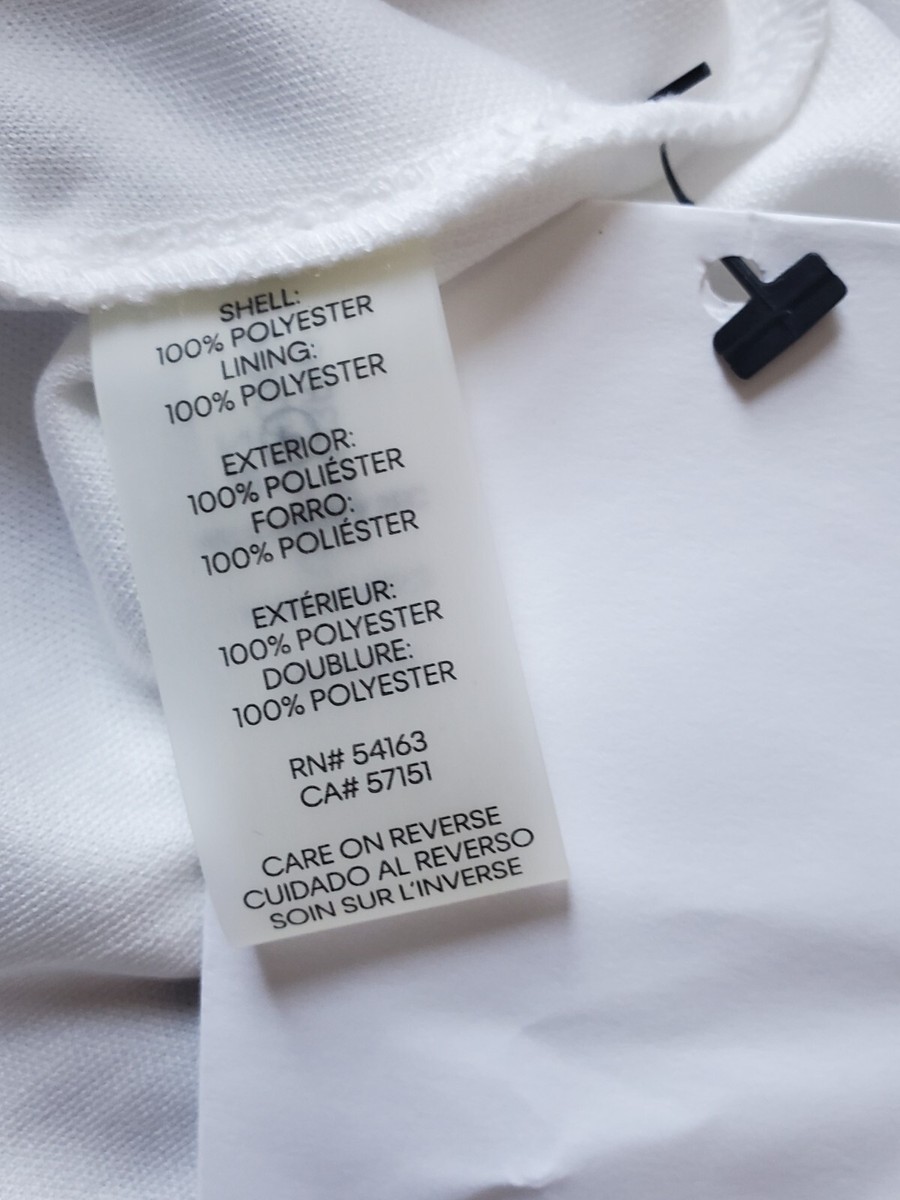 SHELL:
100% POLYESTER
LINING:
100% POLYESTER
EXTERIOR:
100% POLIÉSTER
FORRO:
100% POLIÉSTER
EXTÉRIEUR:
100% POLYESTER
DOUBLURE:
100% POLYESTER
RN# 54163
CA# 57151
CARE ON REVERSE
CUIDADO AL REVERSO
SOIN SUR L'INVERSE